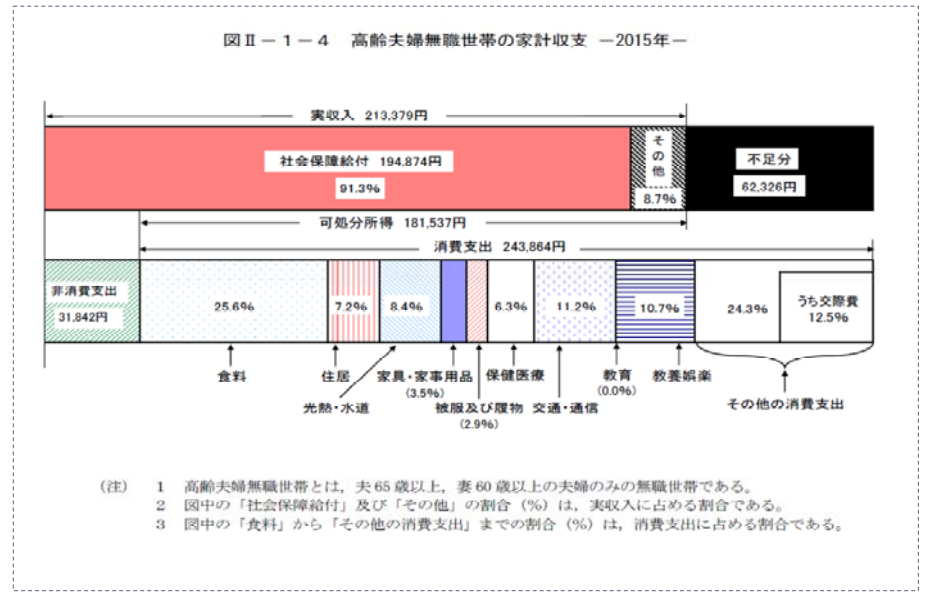 図Ⅱ－１－４　高齢夫婦無職世帯の家計収支　－2015年－
実収入　213,379円
社会保障給付　194,874円
91.3%
その他
8.7%
不足分
62,326円
可処分所得　181,537円
消費支出　243,864円
非消費支出
31,842円
25.6%
7.2%
8.4%
6.3%
11.2%
10.7%
24.3%
うち交際費
12.5%
食料
住居
光熱・水道
家具・家事用品
(3.5%)
被服及び履物
(2.9%)
保健医療
交通・通信
教育
(0.0%)
教養娯楽
その他の消費支出
（注）　１　高齢夫婦無職世帯とは，夫65歳以上，妻60歳以上の夫婦のみの無職世帯である。
２　図中の「社会保障給付」及び「その他」の割合（％）は，実収入に占める割合である。
３　図中の「食料」から「その他の消費支出」までの割合（％）は，消費支出に占める割合である。